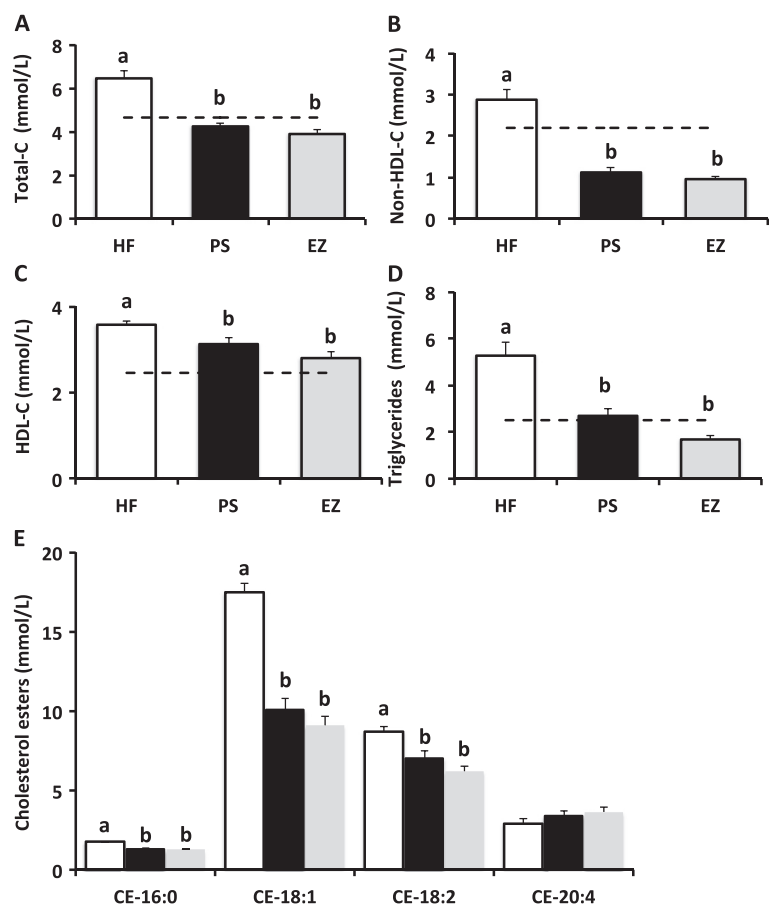 A
Total-C (mmol/L)
8
6
4
2
0
a
b
b
HF PS EZ
B
Non-HDL-C (mmol/L)
4
3
2
1
0
a
b
b
HF PS EZ
C
HDL-C (mmol/L)
4
2
0
a
b
b
HF PS EZ
D
Triglycerides (mmol/L)
8
6
4
2
0
a
b
b
HF PS EZ
E
Cholesterol esters (mmol/L)
20
15
10
5
0
a
b
b
a
b
b
a
b
b
CE-16:0 CE-18:1 CE-18:2 CE-20:4